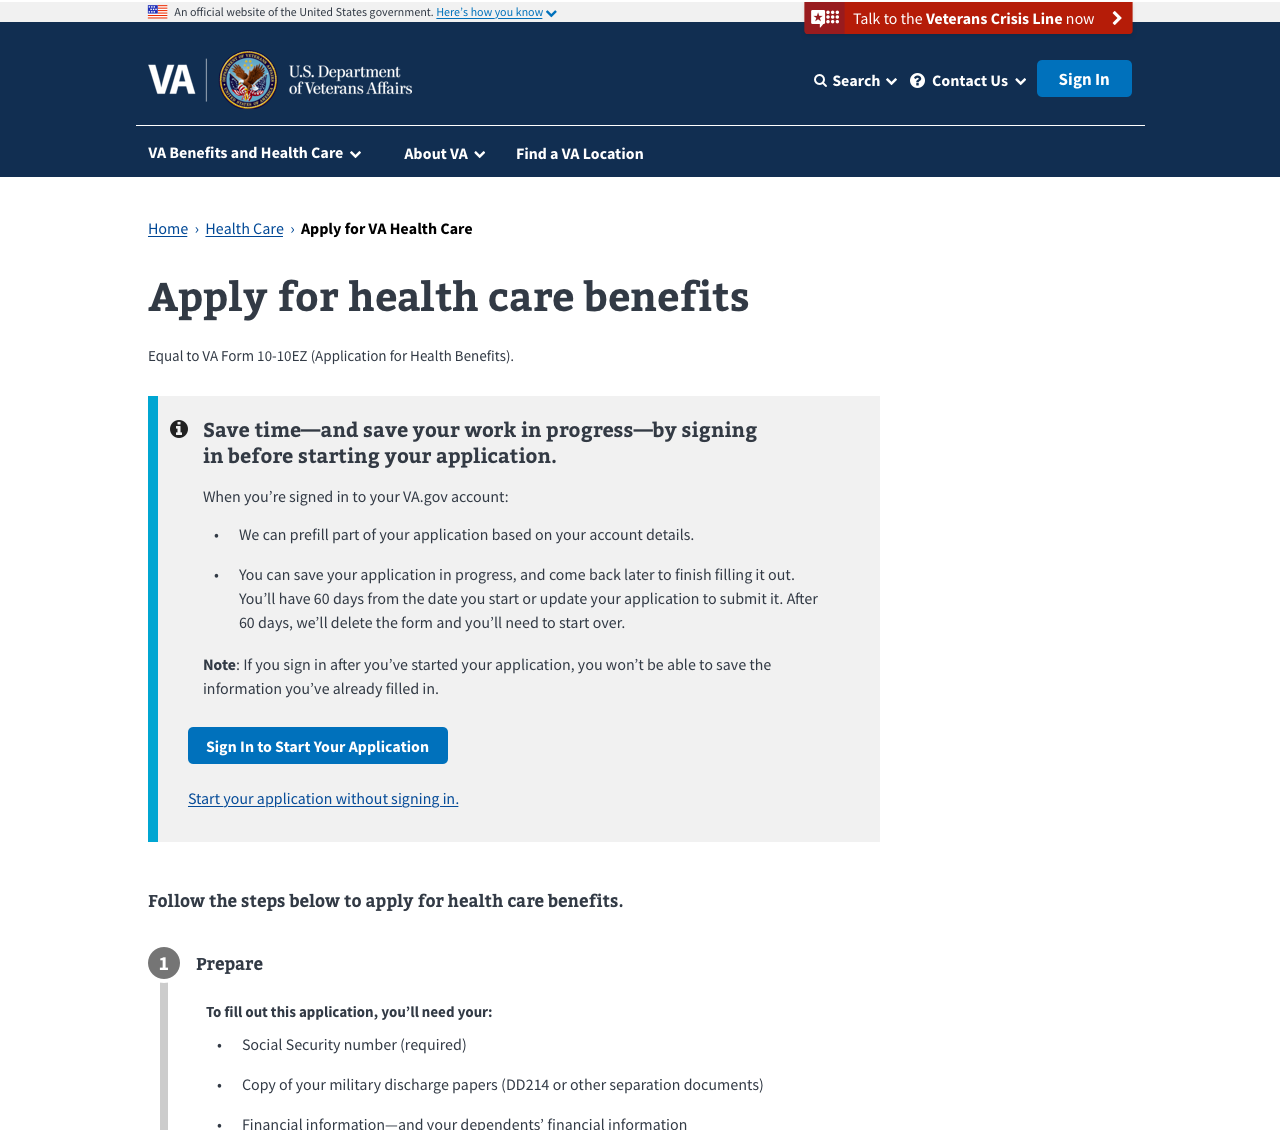 An official website of the United States government. Here's how you know
Talk to the Veterans Crisis Line now
VA
U.S. Department
of Veterans Affairs
Search
Contact Us
Sign In
VA Benefits and Health Care
About VA
Find a VA Location
Home › Health Care › Apply for VA Health Care
Apply for health care benefits
Equal to VA Form 10-10EZ (Application for Health Benefits).
Save time—and save your work in progress—by signing
in before starting your application.
When you’re signed in to your VA.gov account:
• We can prefill part of your application based on your account details.
• You can save your application in progress, and come back later to finish filling it out.
You’ll have 60 days from the date you start or update your application to submit it. After
60 days, we’ll delete the form and you’ll need to start over.
Note: If you sign in after you’ve started your application, you won’t be able to save the
information you’ve already filled in.
Sign In to Start Your Application
Start your application without signing in.
Follow the steps below to apply for health care benefits.
1 Prepare
To fill out this application, you’ll need your:
• Social Security number (required)
• Copy of your military discharge papers (DD214 or other separation documents)
• Financial information—and your dependents’ financial information